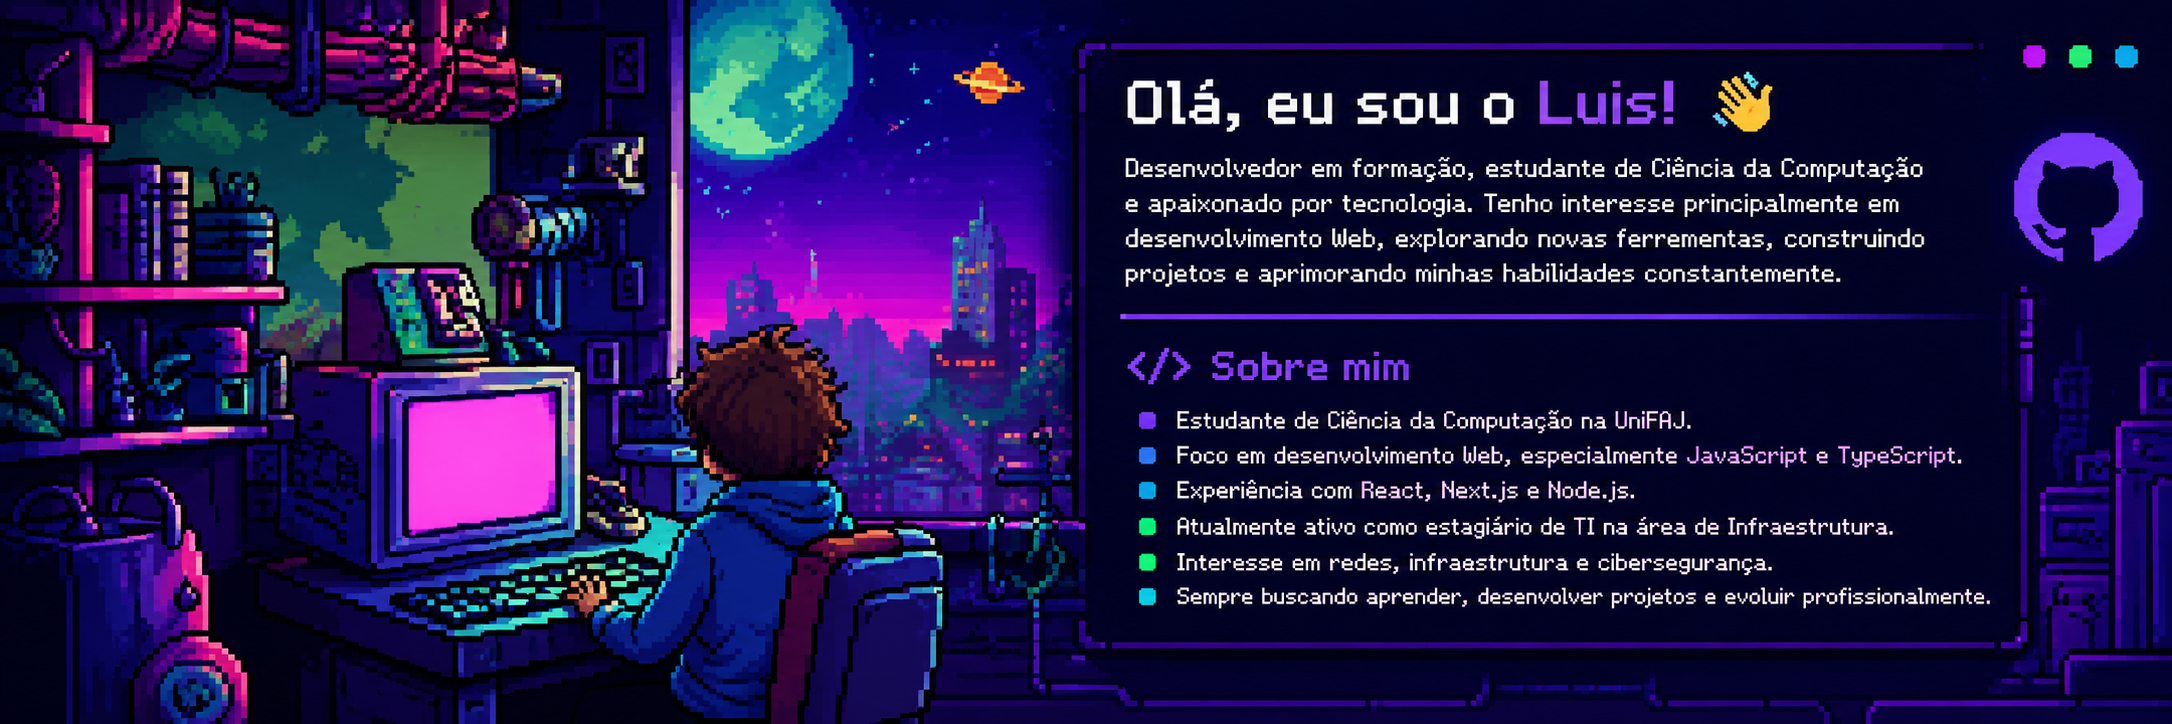 Olá, eu sou o Luis! 👋
Desenvolvedor em formação, estudante de Ciência da Computação
e apaixonado por tecnologia. Tenho interesse principalmente em
desenvolvimento Web, explorando novas ferrementas, construindo
projetos e aprimorando minhas habilidades constantemente.
</> Sobre mim
Estudante de Ciência da Computação na UniFAJ.
Foco em desenvolvimento Web, especialmente JavaScript e TypeScript.
Experiência com React, Next.js e Node.js.
Atualmente ativo como estagiário de TI na área de Infraestrutura.
Interesse em redes, infraestrutura e cibersegurança.
Sempre buscando aprender, desenvolver projetos e evoluir profissionalmente.